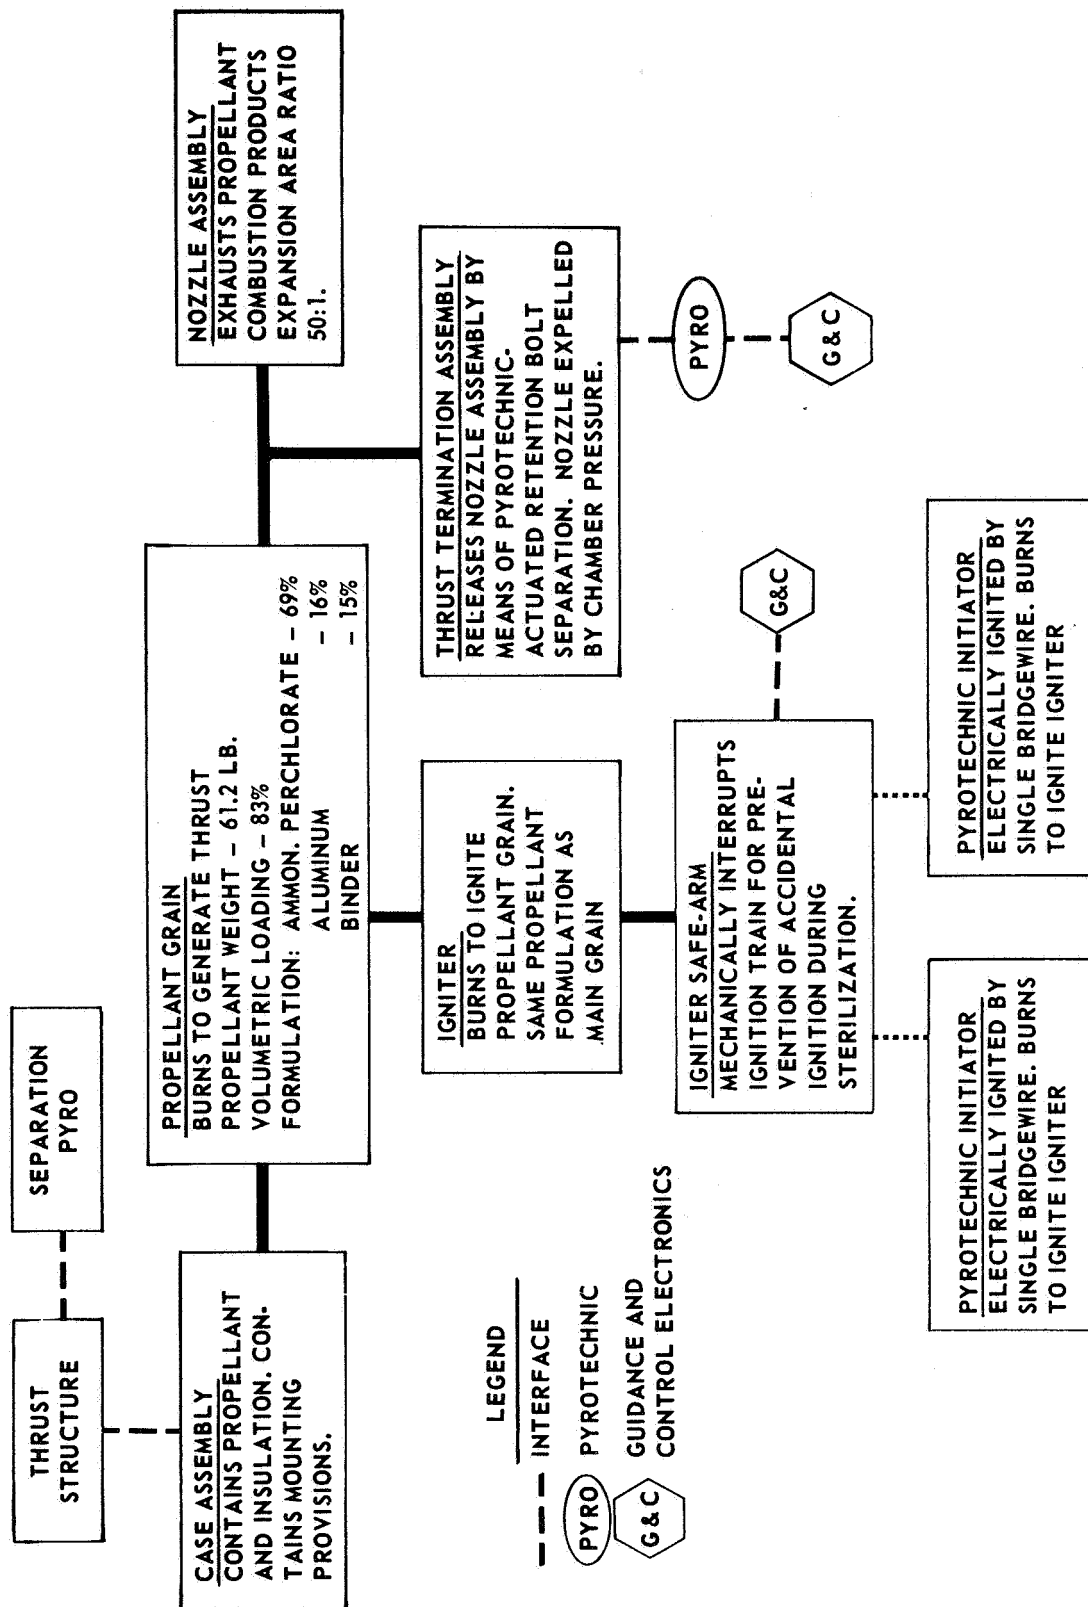 THRUST
STRUCTURE
SEPARATION
PYRO
CASE ASSEMBLY
CONTAINS PROPELLANT
AND INSULATION. CON-
TAINS MOUNTING
PROVISIONS.
PROPELLANT GRAIN
BURNS TO GENERATE THRUST
PROPELLANT WEIGHT – 61.2 LB.
VOLUMETRIC LOADING – 83%
FORMULATION: AMMON. PERCHLORATE – 69%
ALUMINUM – 16%
BINDER – 15%
NOZZLE ASSEMBLY
EXHAUSTS PROPELLANT
COMBUSTION PRODUCTS
EXPANSION AREA RATIO
50:1.
IGNITER
BURNS TO IGNITE
PROPELLANT GRAIN.
SAME PROPELLANT
FORMULATION AS
MAIN GRAIN
THRUST TERMINATION ASSEMBLY
RELEASES NOZZLE ASSEMBLY BY
MEANS OF PYROTECHNIC-
ACTUATED RETENTION BOLT
SEPARATION. NOZZLE EXPELLED
BY CHAMBER PRESSURE.
PYRO
G & C
IGNITER SAFE-ARM
MECHANICALLY INTERRUPTS
IGNITION TRAIN FOR PRE-
VENTION OF ACCIDENTAL
IGNITION DURING
STERILIZATION.
G&C
LEGEND
INTERFACE
PYRO PYROTECHNIC
G & C GUIDANCE AND
CONTROL ELECTRONICS
PYROTECHNIC INITIATOR
ELECTRICALLY IGNITED BY
SINGLE BRIDGEWIRE. BURNS
TO IGNITE IGNITER
PYROTECHNIC INITIATOR
ELECTRICALLY IGNITED BY
SINGLE BRIDGEWIRE. BURNS
TO IGNITE IGNITER